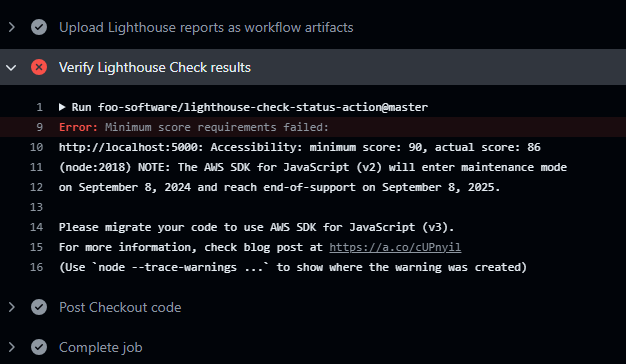 Upload Lighthouse reports as workflow artifacts
Verify Lighthouse Check results
1 ▶ Run foo-software/lighthouse-check-status-action@master
9 Error: Minimum score requirements failed:
10 http://localhost:5000: Accessibility: minimum score: 90, actual score: 86
11 (node:2018) NOTE: The AWS SDK for JavaScript (v2) will enter maintenance mode
12 on September 8, 2024 and reach end-of-support on September 8, 2025.
13
14 Please migrate your code to use AWS SDK for JavaScript (v3).
15 For more information, check blog post at https://a.co/cUPnyil
16 (Use `node --trace-warnings ...` to show where the warning was created)
Post Checkout code
Complete job